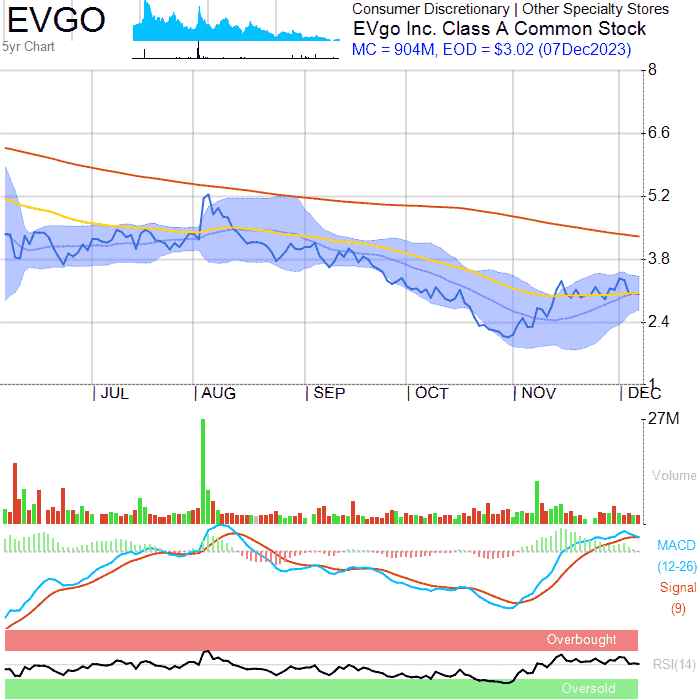 EVGO
5yr Chart
Consumer Discretionary | Other Specialty Stores
EVgo Inc. Class A Common Stock
MC = 904M, EOD = $3.02 (07Dec2023)
8
6.6
5.2
3.8
2.4
1
JUL
AUG
SEP
OCT
NOV
DEC
27M
Volume
MACD
(12-26)
Signal
(9)
Overbought
RSI(14)
Oversold